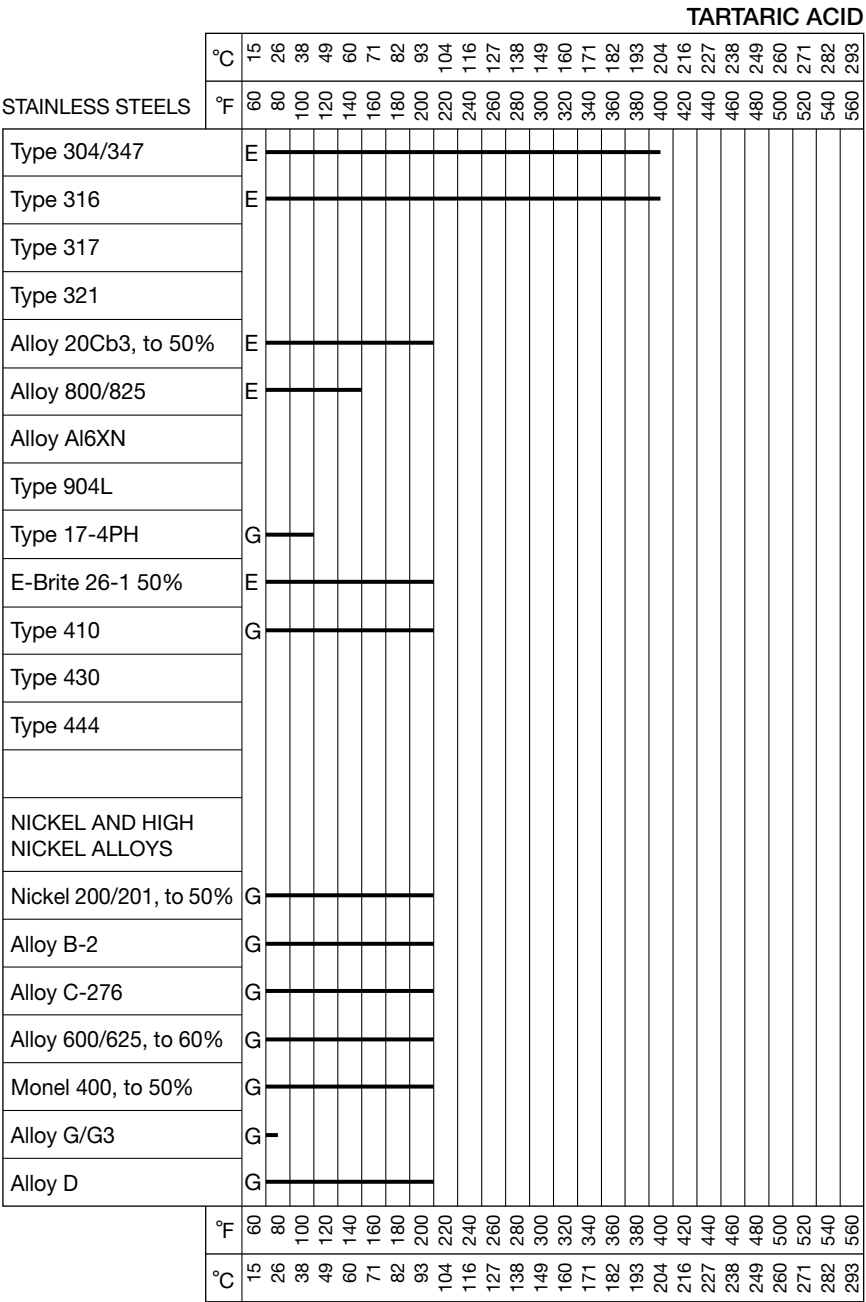 TARTARIC ACID
°C 15 26 38 49 60 71 82 93 104 116 127 138 149 160 171 182 193 204 216 227 238 249 260 271 282 293
STAINLESS STEELS °F 60 80 100 120 140 160 180 200 220 240 260 280 300 320 340 360 380 400 420 440 460 480 500 520 540 560
Type 304/347 E
Type 316 E
Type 317
Type 321
Alloy 20Cb3, to 50% E
Alloy 800/825 E
Alloy Al6XN
Type 904L
Type 17-4PH G
E-Brite 26-1 50% E
Type 410 G
Type 430
Type 444
NICKEL AND HIGH
NICKEL ALLOYS
Nickel 200/201, to 50% G
Alloy B-2 G
Alloy C-276 G
Alloy 600/625, to 60% G
Monel 400, to 50% G
Alloy G/G3 G
Alloy D G
°F 60 80 100 120 140 160 180 200 220 240 260 280 300 320 340 360 380 400 420 440 460 480 500 520 540 560
°C 15 26 38 49 60 71 82 93 104 116 127 138 149 160 171 182 193 204 216 227 238 249 260 271 282 293